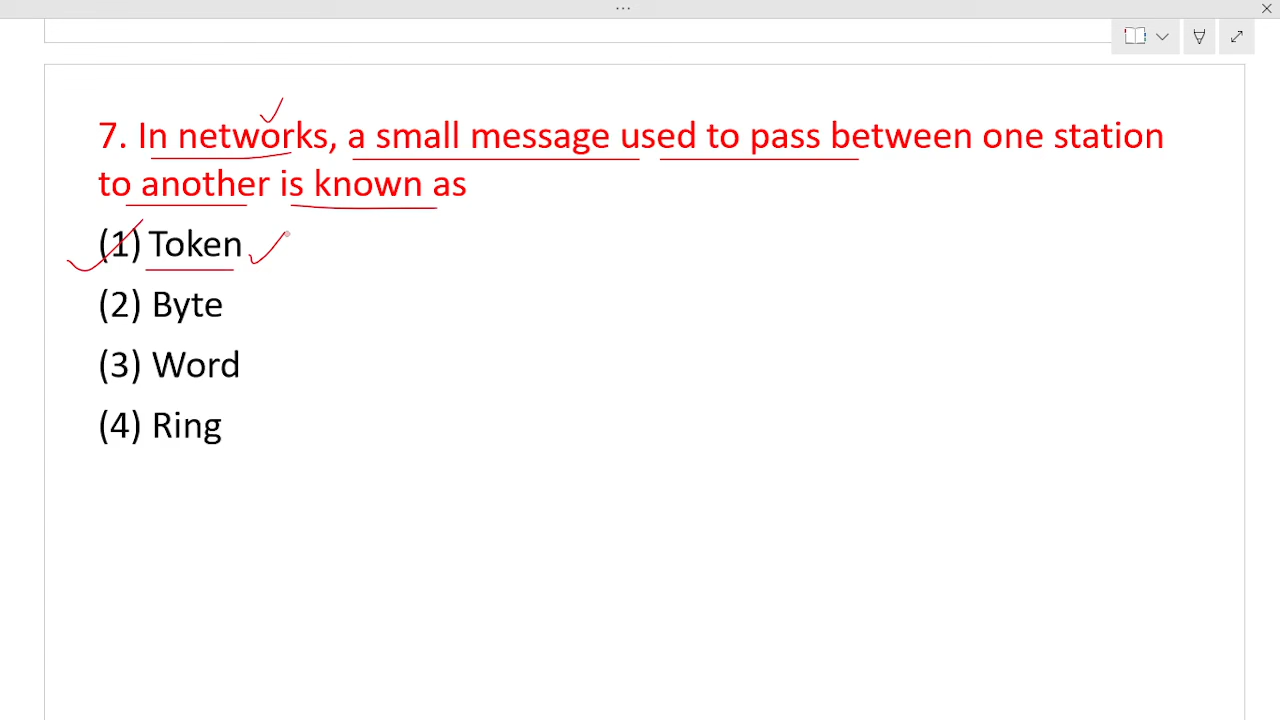 7. In networks, a small message used to pass between one station
to another is known as
(1) Token
(2) Byte
(3) Word
(4) Ring